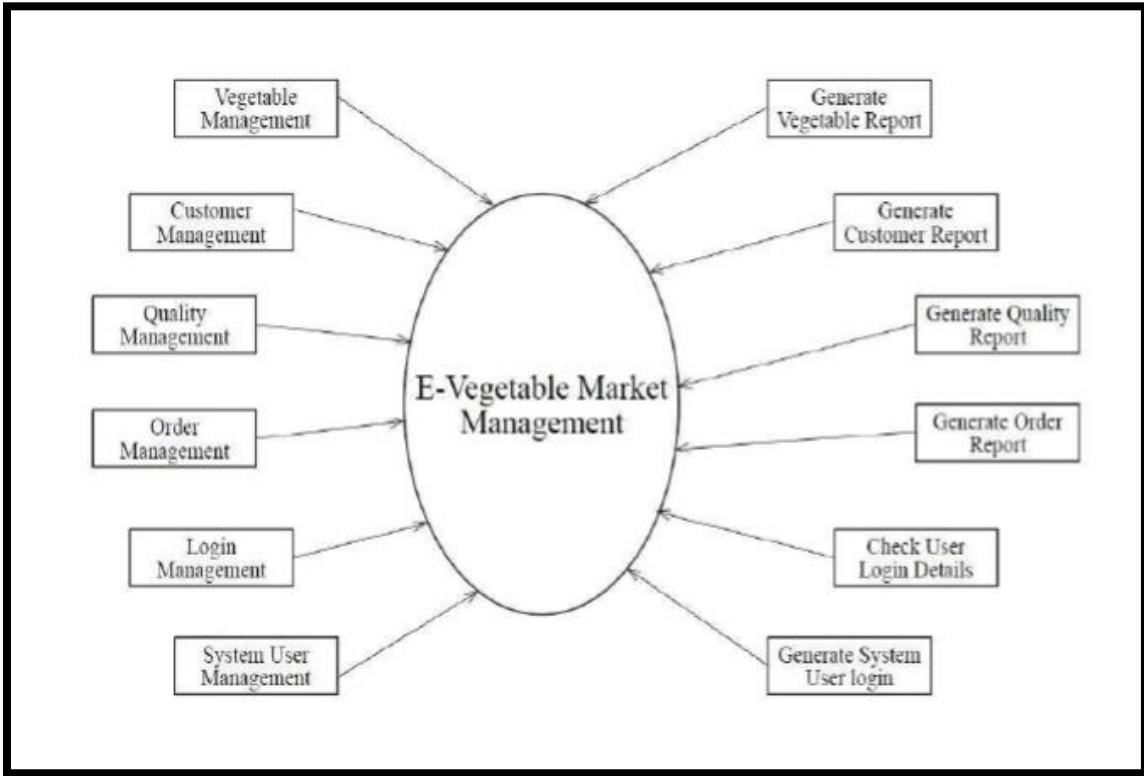 Vegetable
Management
Customer
Management
Quality
Management
Order
Management
Login
Management
System User
Management
E-Vegetable Market
Management
Generate
Vegetable Report
Generate
Customer Report
Generate Quality
Report
Generate Order
Report
Check User
Login Details
Generate System
User login